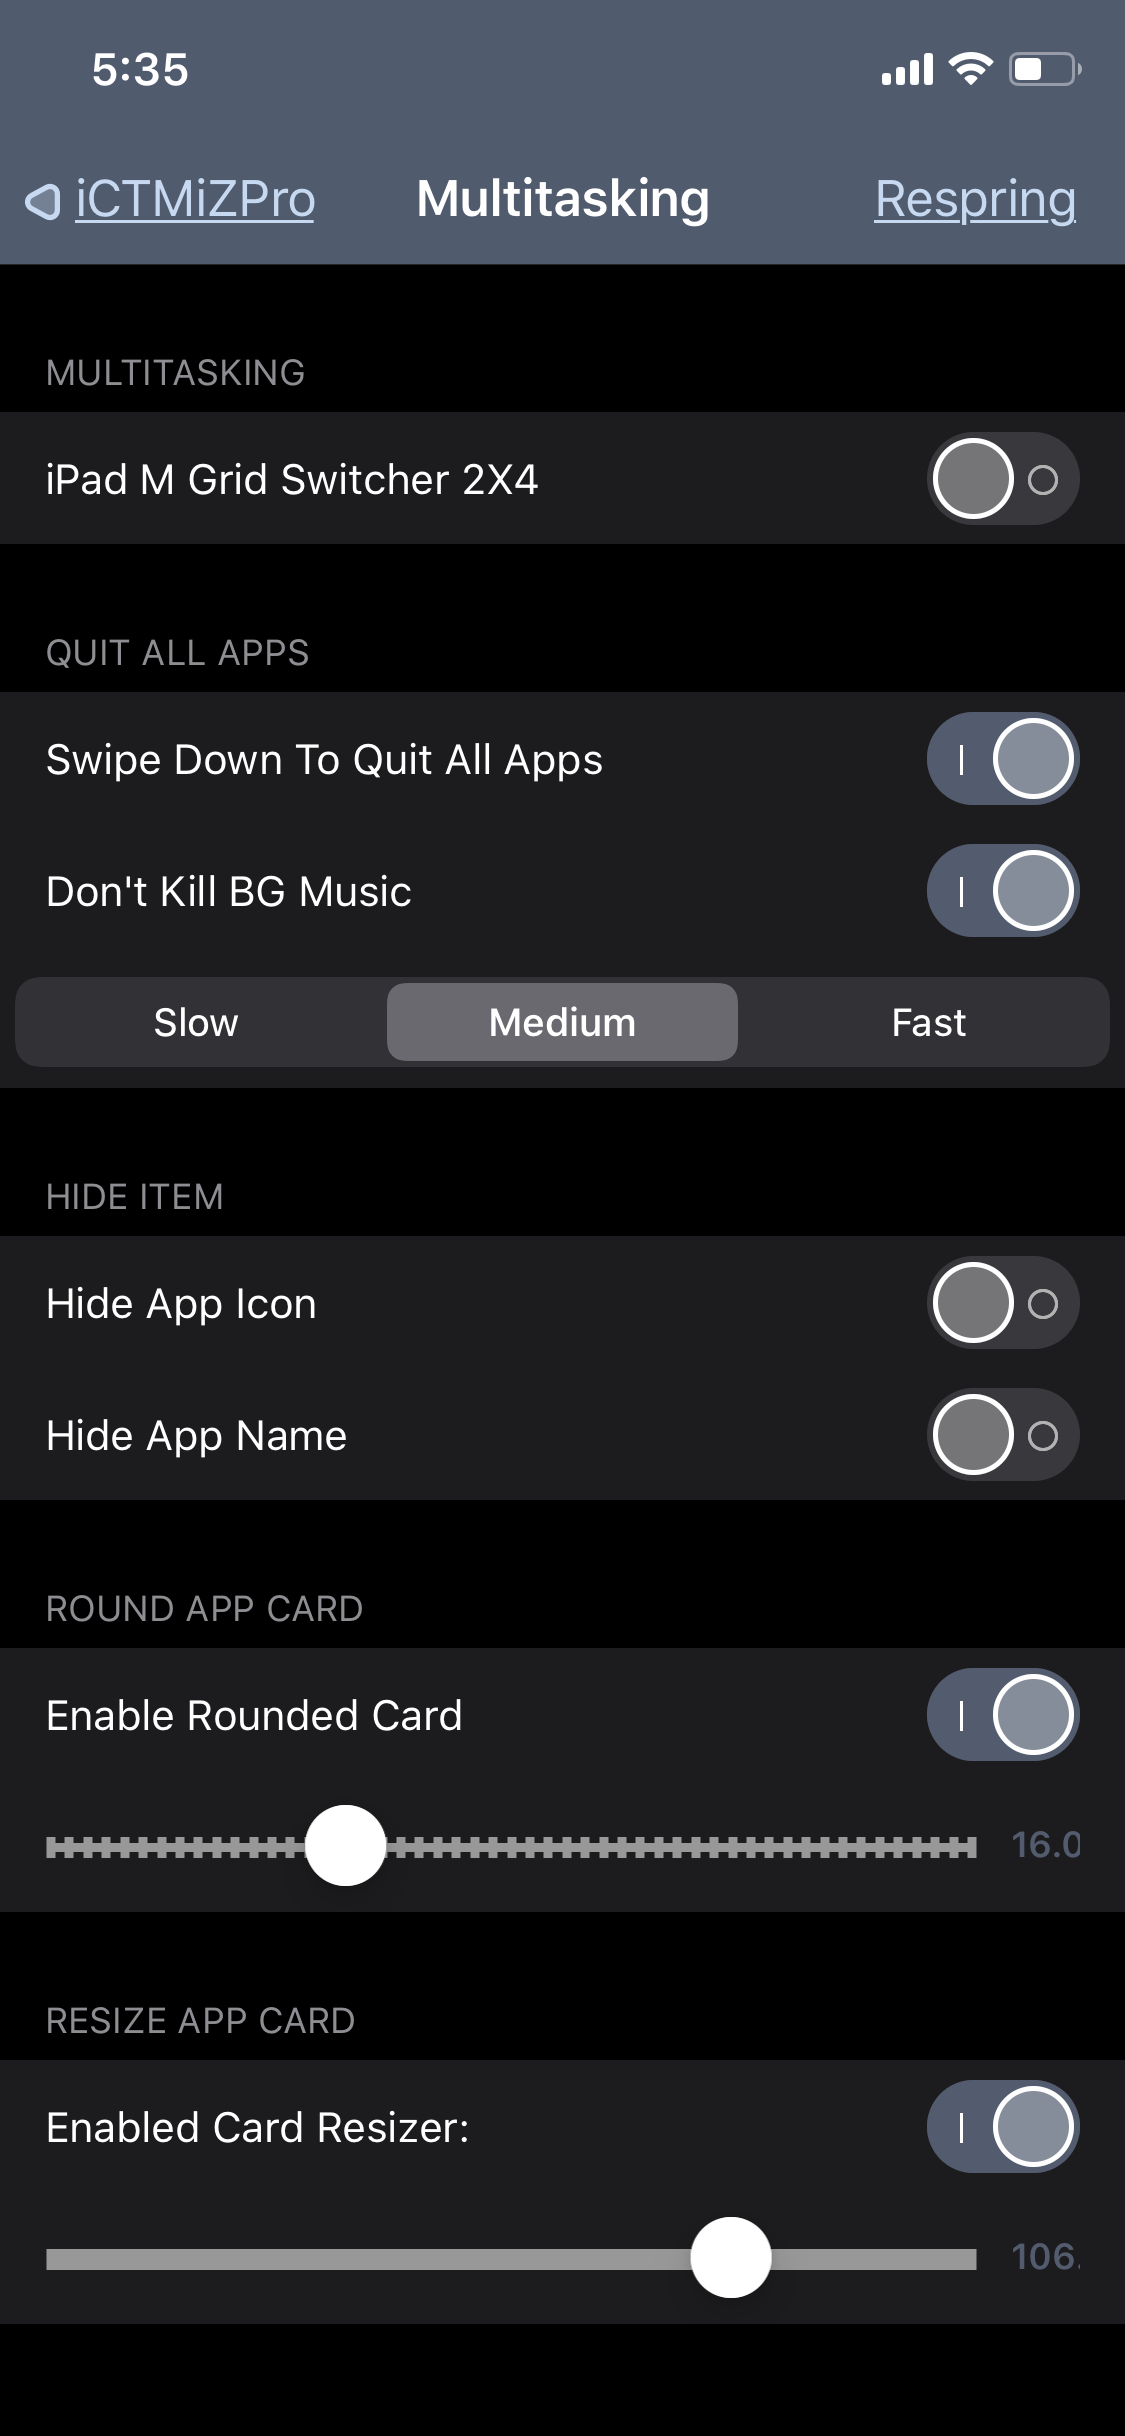 5:35
iCTMiZPro Multitasking Respring
MULTITASKING
iPad M Grid Switcher 2X4
QUIT ALL APPS
Swipe Down To Quit All Apps
Don't Kill BG Music
Slow Medium Fast
HIDE ITEM
Hide App Icon
Hide App Name
ROUND APP CARD
Enable Rounded Card
16.0
RESIZE APP CARD
Enabled Card Resizer:
106.